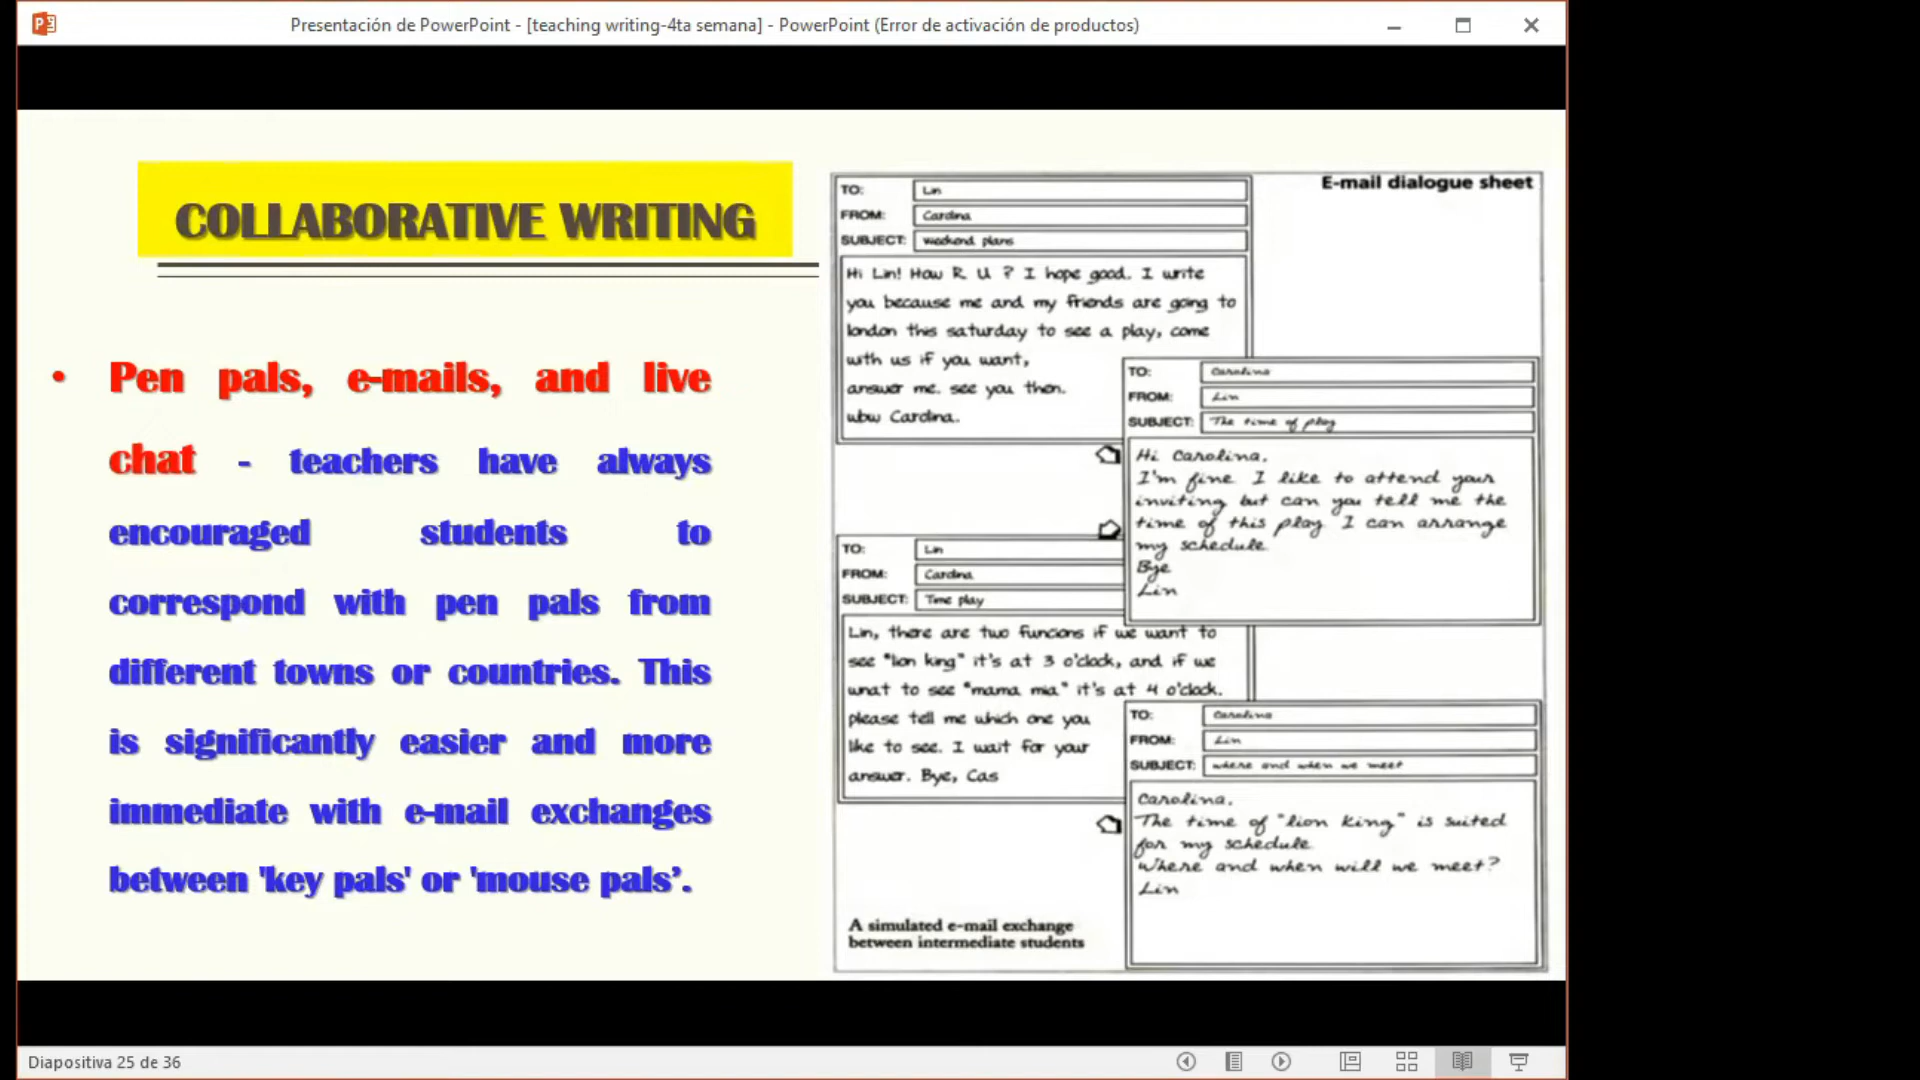 Presentación de PowerPoint - [teaching writing-4ta semana] - PowerPoint (Error de activación de productos)
COLLABORATIVE WRITING
• Pen pals, e-mails, and live
chat - teachers have always
encouraged students to
correspond with pen pals from
different towns or countries. This
is significantly easier and more
immediate with e-mail exchanges
between 'key pals' or 'mouse pals’.
E-mail dialogue sheet
TO: Lin
FROM: Carolina
SUBJECT: weekend plans
Hi Lin! How R U ? I hope good. I write
you because me and my friends are going to
london this saturday to see a play, come
with us if you want,
answer me. see you then.
wbw Carolina.
TO: Carolina
FROM: Lin
SUBJECT: The time of play
Hi Carolina,
I'm fine I like to attend your
inviting but can you tell me the
time of this play I can arrange
my schedule
Bye
Lin
TO: Lin
FROM: Carolina
SUBJECT: Time play
Lin, there are two funcions if we want to
see "lion king" it's at 3 o'clock, and if we
wnat to see "mama mia" it's at 4 o'clock.
please tell me which one you
like to see. I wait for your
answer. Bye, Cas
TO: Carolina
FROM: Lin
SUBJECT: where and when we meet
Carolina,
The time of "lion king" is suited
for my schedule
Where and when will we meet?
Lin
A simulated e-mail exchange
between intermediate students
Diapositiva 25 de 36